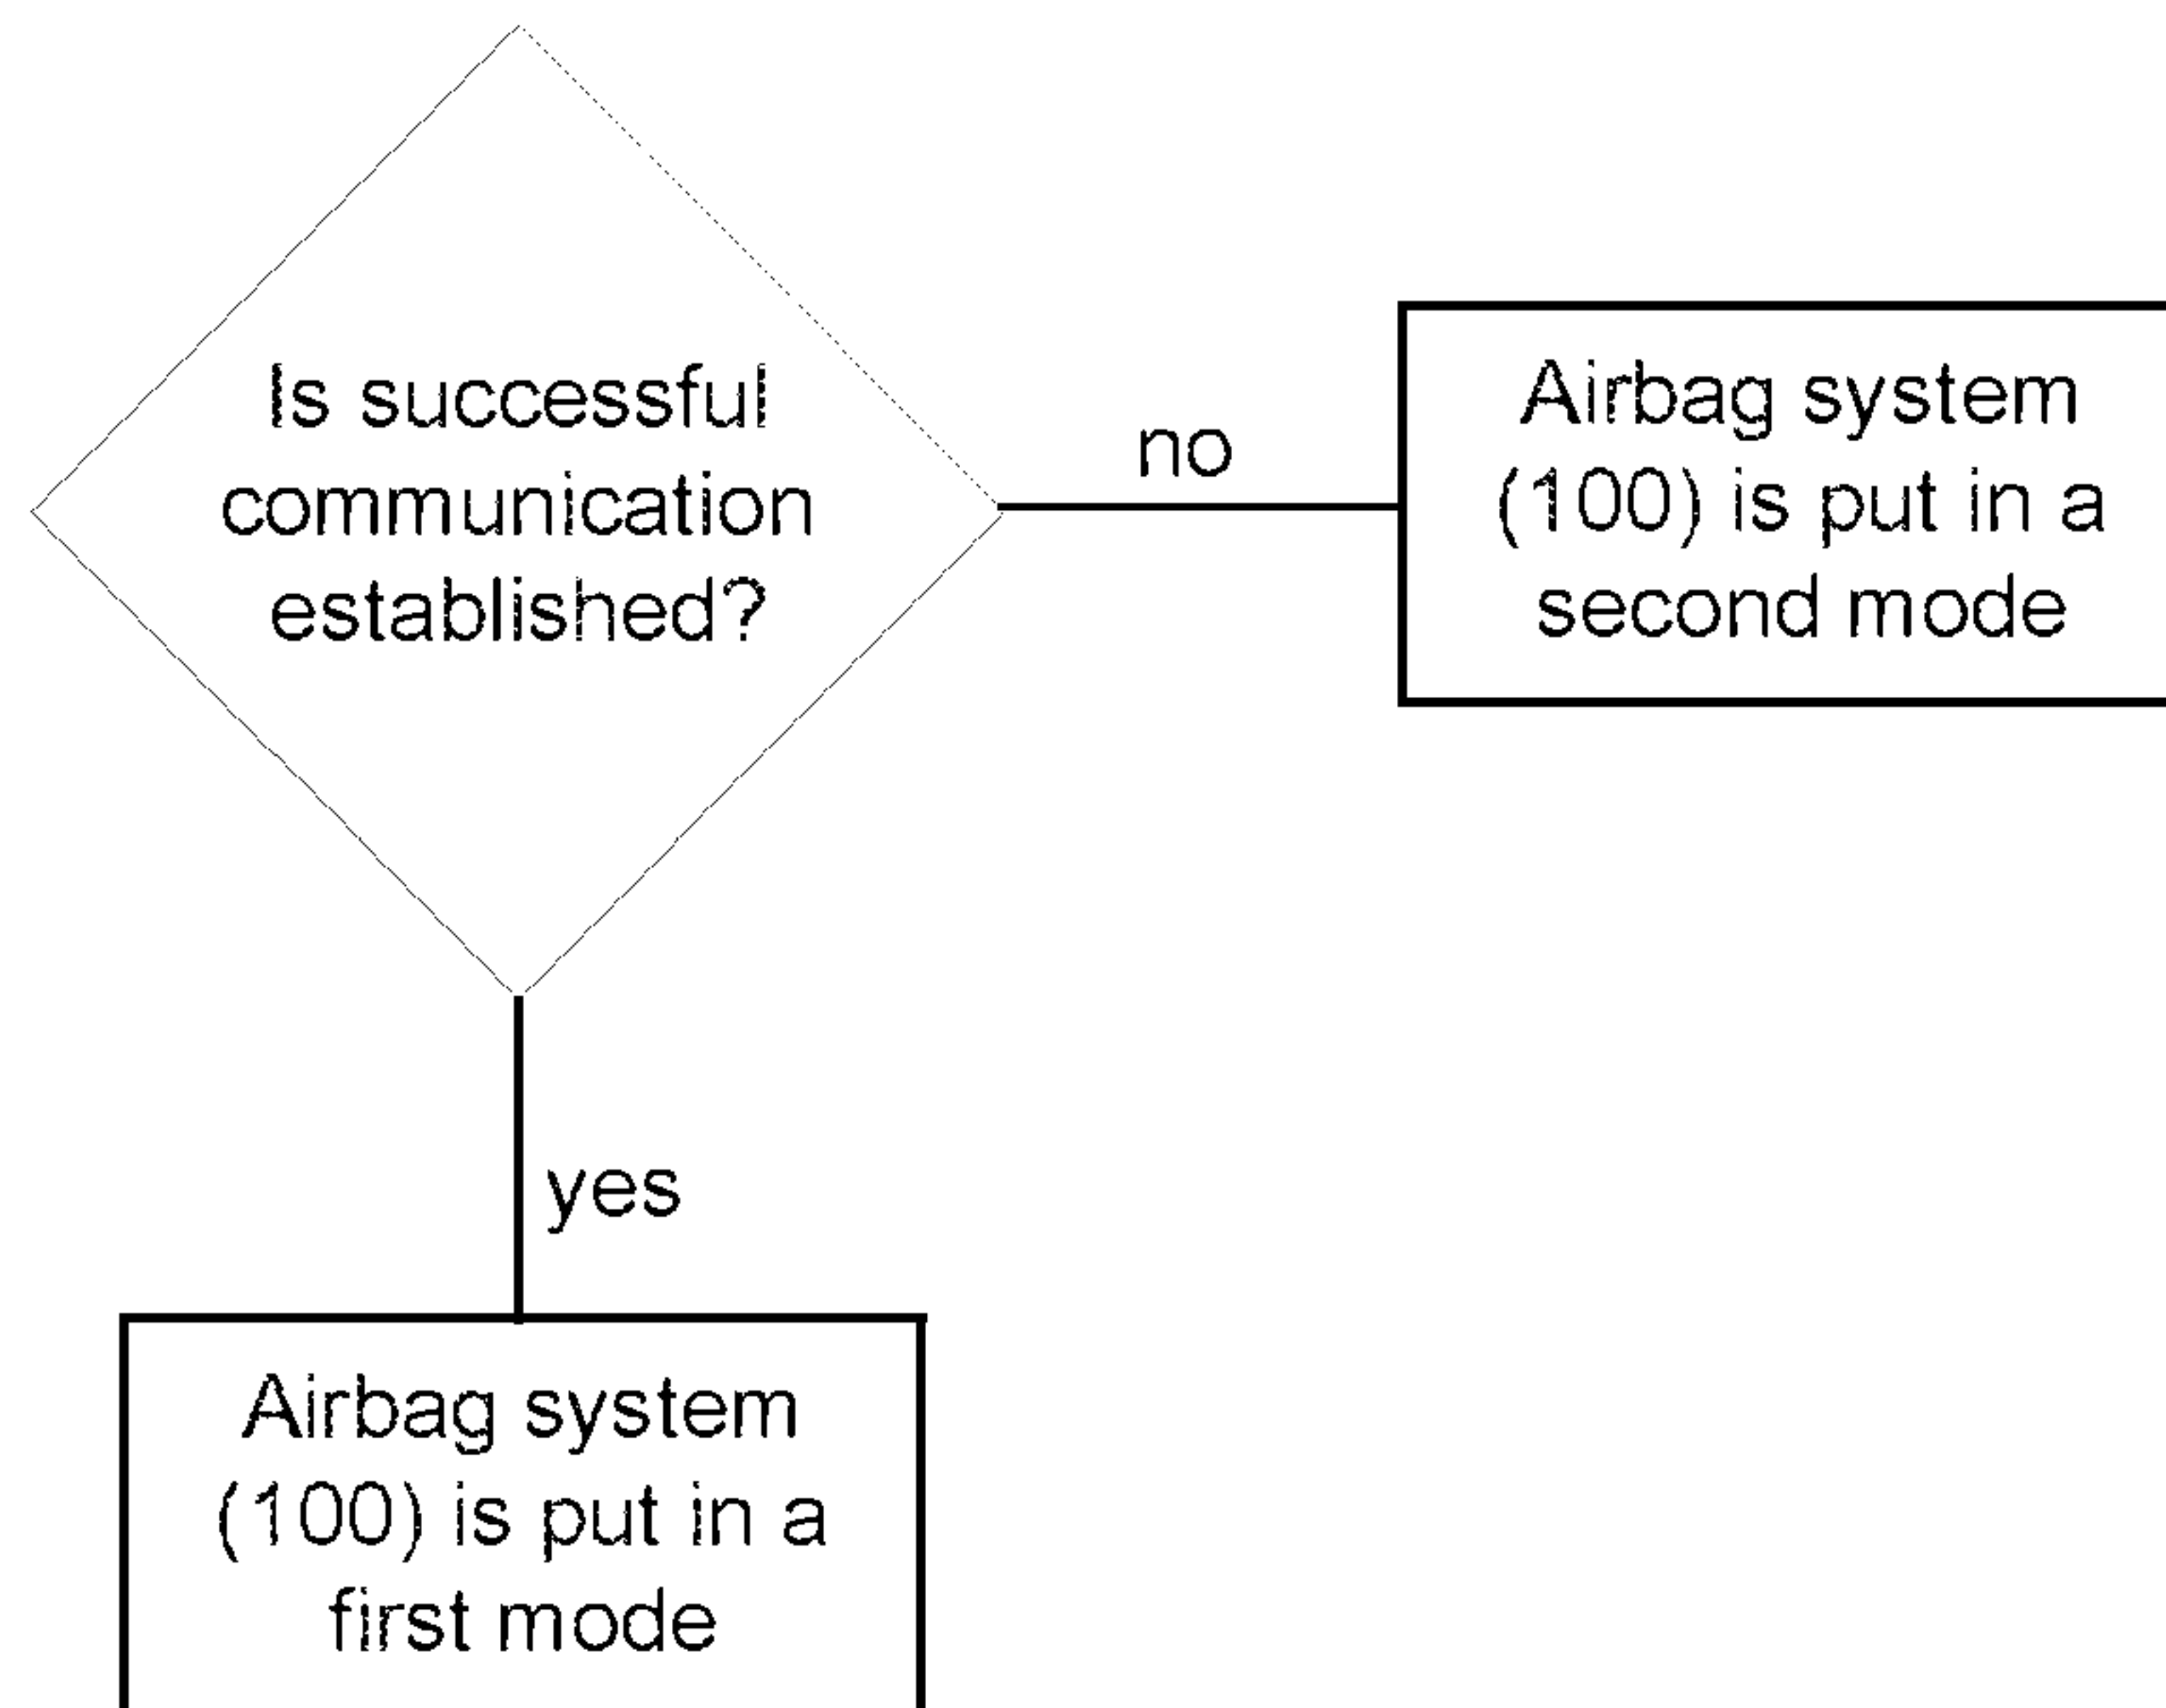 Is successful
communication
established?
no
Airbag system
(100) is put in a
second mode
yes
Airbag system
(100) is put in a
first mode